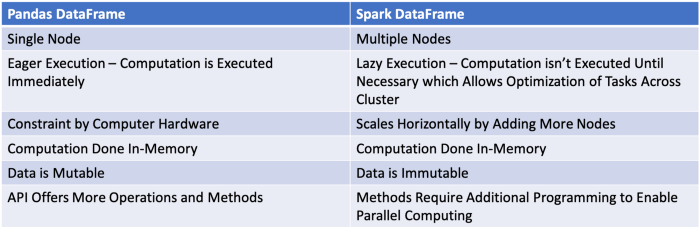 Pandas DataFrame
Spark DataFrame
Single Node
Multiple Nodes
Eager Execution – Computation is Executed
Immediately
Lazy Execution – Computation isn't Executed Until
Necessary which Allows Optimization of Tasks Across
Cluster
Constraint by Computer Hardware
Scales Horizontally by Adding More Nodes
Computation Done In-Memory
Computation Done In-Memory
Data is Mutable
Data is Immutable
API Offers More Operations and Methods
Methods Require Additional Programming to Enable
Parallel Computing